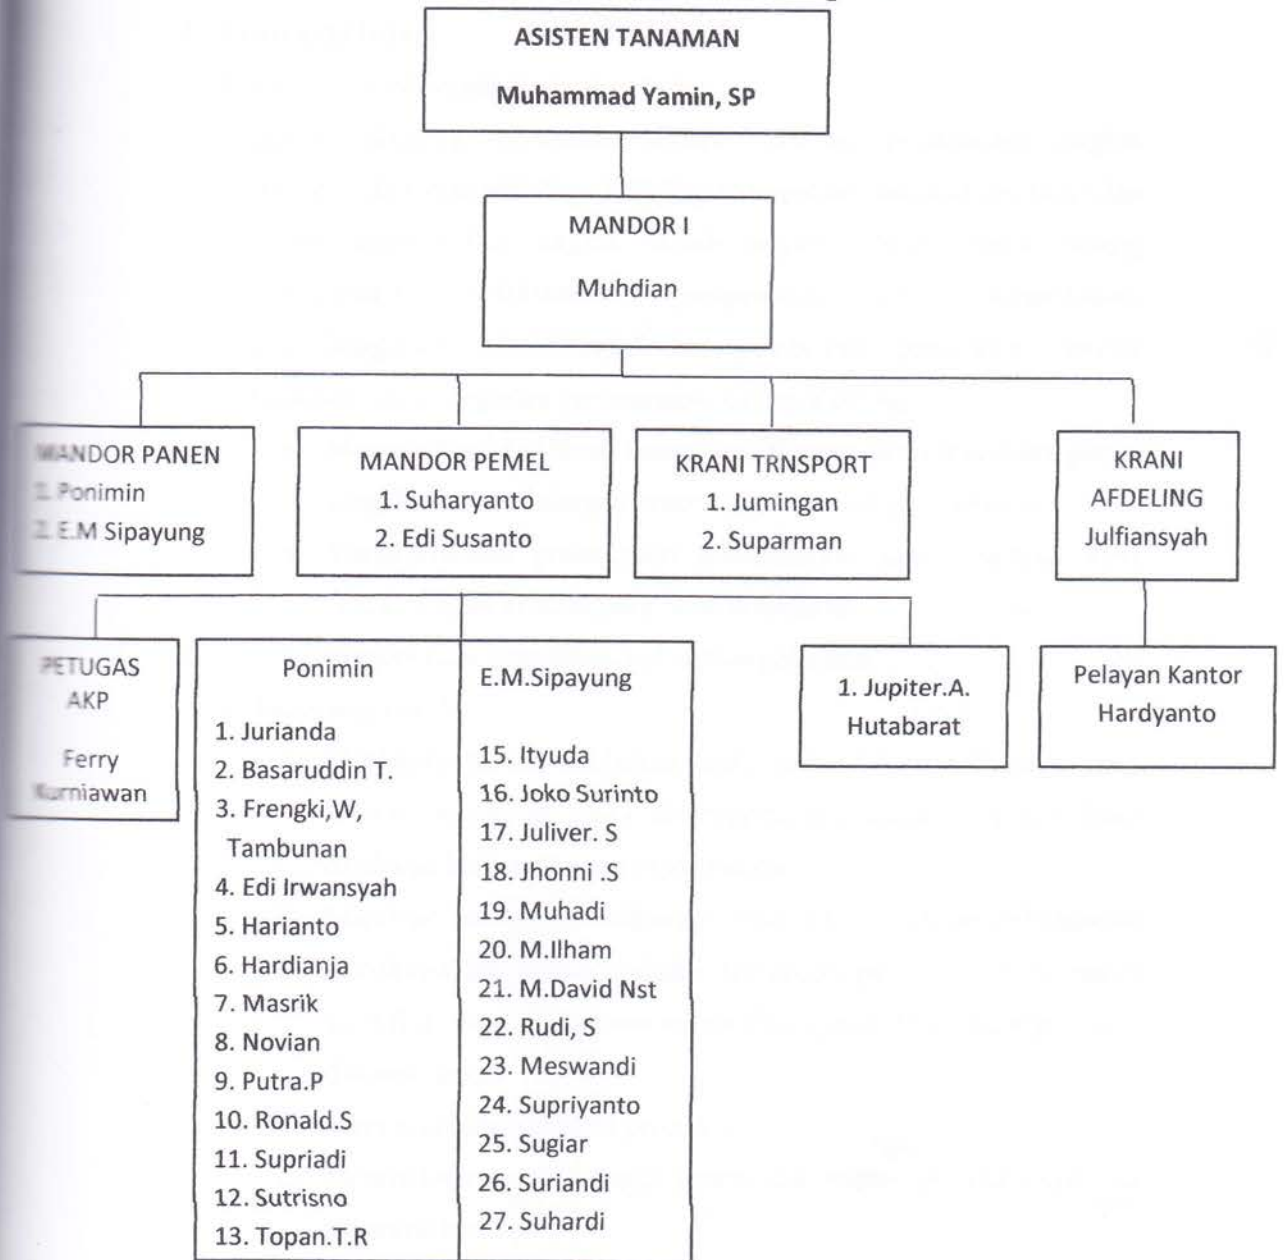 ASISTEN TANAMAN
Muhammad Yamin, SP
MANDOR I
Muhdian
MANDOR PANEN
1. Ponimin
2. E.M Sipayung
MANDOR PEMEL
1. Suharyanto
2. Edi Susanto
KRANI TRNSPORT
1. Jumingan
2. Suparman
KRANI
AFDELING
Julfiansyah
PETUGAS
AKP
Ferry
Kurniawan
Ponimin
1. Jurianda
2. Basaruddin T.
3. Frengki,W,
Tambunan
4. Edi Irwansyah
5. Harianto
6. Hardianja
7. Masrik
8. Novian
9. Putra.P
10. Ronald.S
11. Supriadi
12. Sutrisno
13. Topan.T.R
E.M.Sipayung
15. Ityuda
16. Joko Surinto
17. Juliver. S
18. Jhonni .S
19. Muhadi
20. M.Ilham
21. M.David Nst
22. Rudi, S
23. Meswandi
24. Supriyanto
25. Sugiar
26. Suriandi
27. Suhardi
1. Jupiter.A.
Hutabarat
Pelayan Kantor
Hardyanto